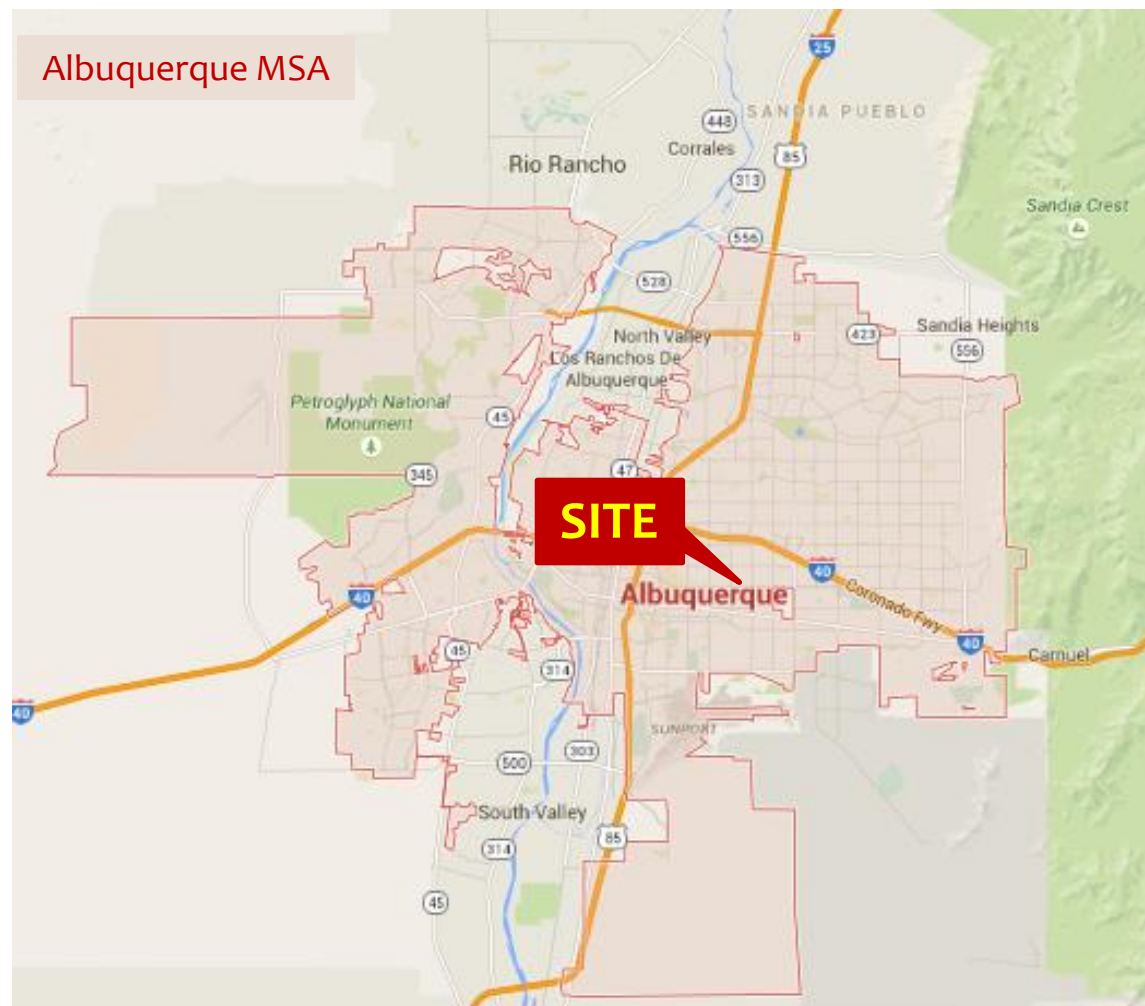 Albuquerque MSA
25
SANDIA PUEBLO
448
Corrales
85
Rio Rancho
313
Sandia Crest
556
528
423
Sandia Heights
North Valley
556
Los Ranchos De
Albuquerque
Petroglyph National
Monument
45
47
345
SITE
40
40
Albuquerque
Coronado Fwy
45
40
Carnuel
314
40
SUNPORT
303
500
South Valley
85
314
45